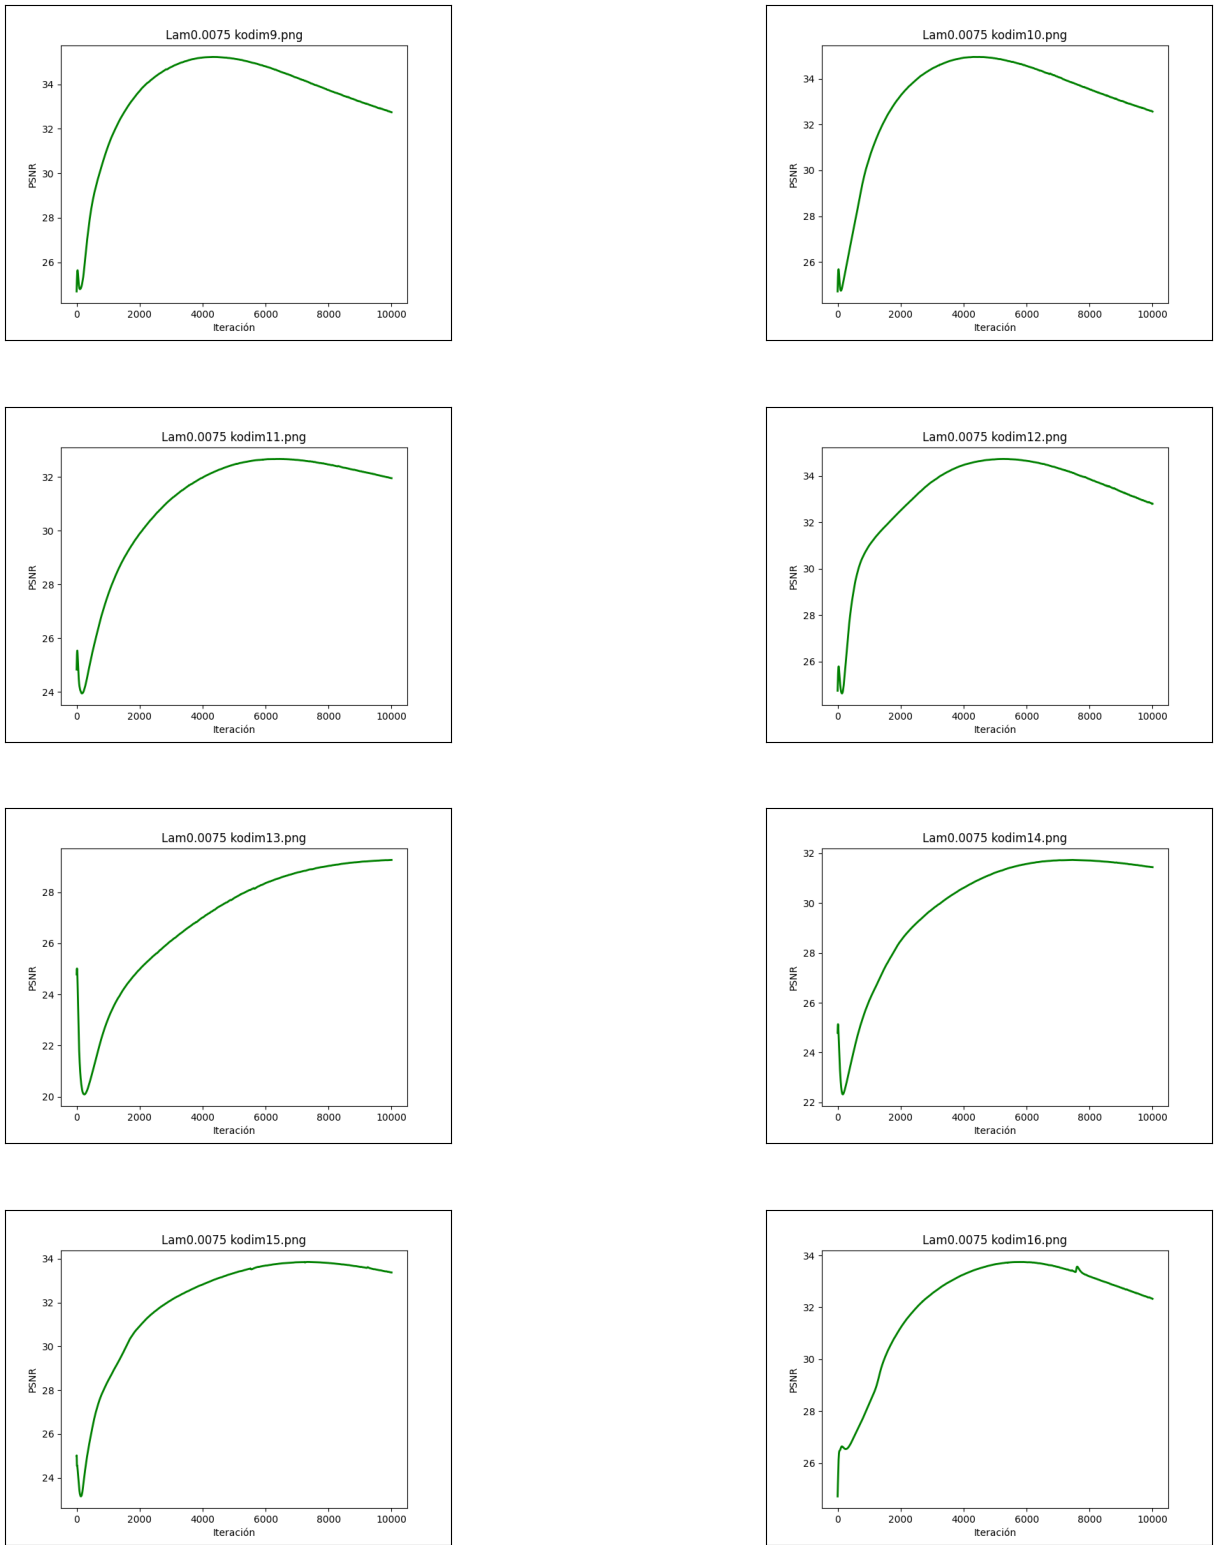 Lam0.0075 kodim9.png
PSNR
34
32
30
28
26
0 2000 4000 6000 8000 10000
Iteración
Lam0.0075 kodim10.png
PSNR
34
32
30
28
26
0 2000 4000 6000 8000 10000
Iteración
Lam0.0075 kodim11.png
PSNR
32
30
28
26
24
0 2000 4000 6000 8000 10000
Iteración
Lam0.0075 kodim12.png
PSNR
34
32
30
28
26
0 2000 4000 6000 8000 10000
Iteración
Lam0.0075 kodim13.png
PSNR
28
26
24
22
20
0 2000 4000 6000 8000 10000
Iteración
Lam0.0075 kodim14.png
PSNR
32
30
28
26
24
22
0 2000 4000 6000 8000 10000
Iteración
Lam0.0075 kodim15.png
PSNR
34
32
30
28
26
24
0 2000 4000 6000 8000 10000
Iteración
Lam0.0075 kodim16.png
PSNR
34
32
30
28
26
0 2000 4000 6000 8000 10000
Iteración